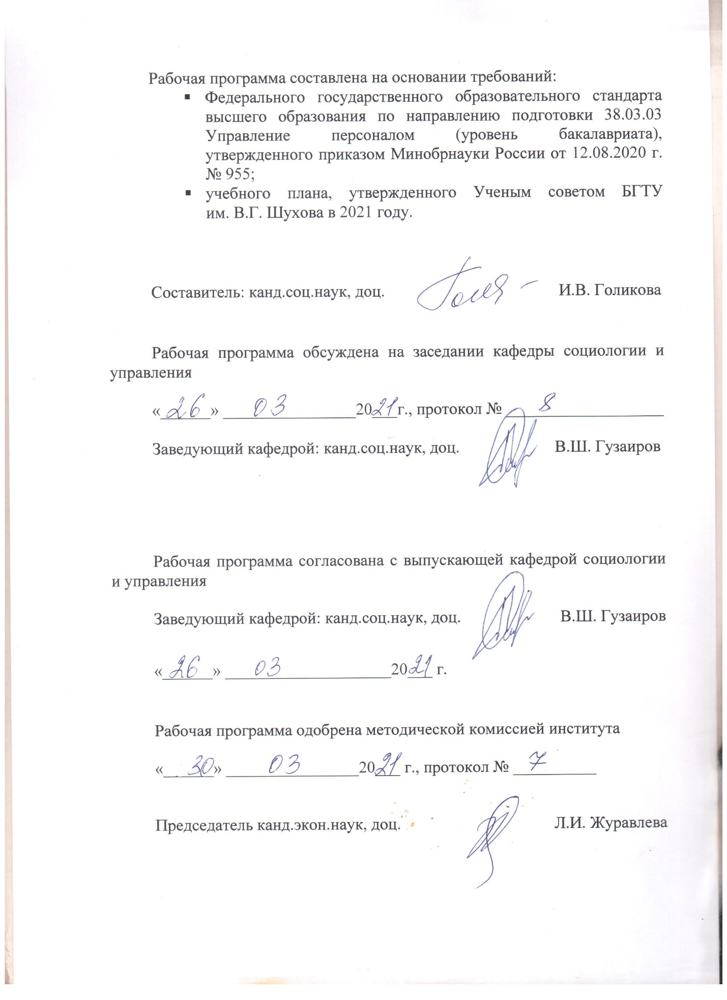 Рабочая программа составлена на основании требований:
▪ Федерального государственного образовательного стандарта
высшего образования по направлению подготовки 38.03.03
Управление персоналом (уровень бакалавриата),
утвержденного приказом Минобрнауки России от 12.08.2020 г.
№ 955;
▪ учебного плана, утвержденного Ученым советом БГТУ
им. В.Г. Шухова в 2021 году.
Составитель: канд.соц.наук, доц. И.В. Голикова
Рабочая программа обсуждена на заседании кафедры социологии и
управления
«26» 03 2021г., протокол № 8
Заведующий кафедрой: канд.соц.наук, доц. В.Ш. Гузаиров
Рабочая программа согласована с выпускающей кафедрой социологии
и управления
Заведующий кафедрой: канд.соц.наук, доц. В.Ш. Гузаиров
«26» 03 2021 г.
Рабочая программа одобрена методической комиссией института
«30» 03 2021 г., протокол № 7
Председатель канд.экон.наук, доц. Л.И. Журавлева